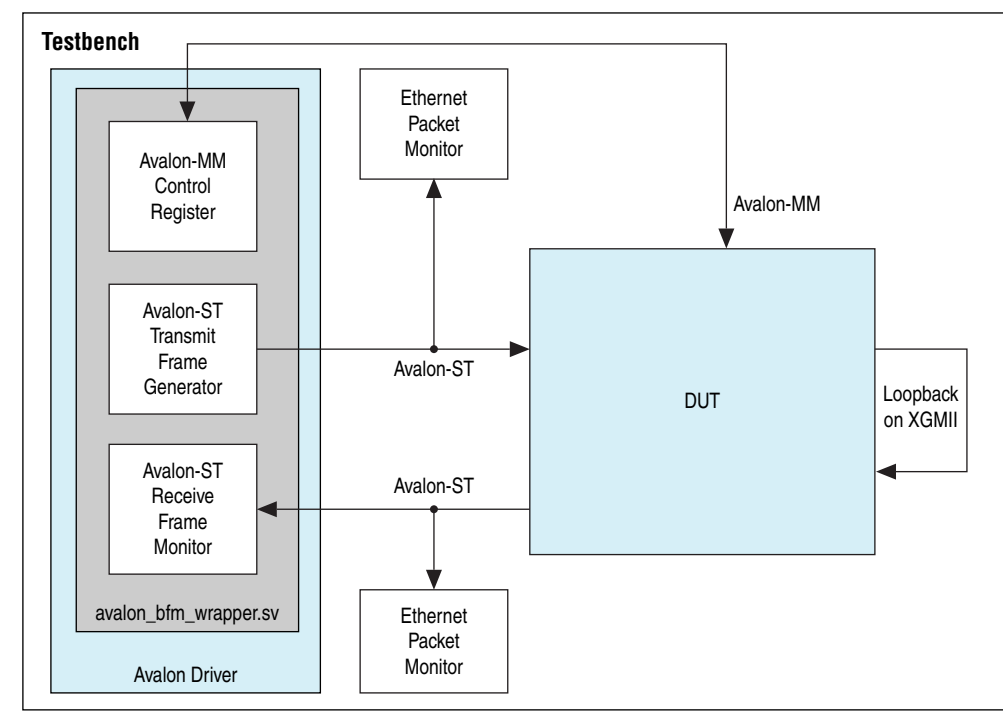 Testbench
Avalon-MM
Control
Register
Avalon-ST
Transmit
Frame
Generator
Avalon-ST
Receive
Frame
Monitor
avalon_bfm_wrapper.sv
Avalon Driver
Ethernet
Packet
Monitor
Avalon-ST
Avalon-ST
Ethernet
Packet
Monitor
Avalon-MM
DUT
Loopback
on XGMII